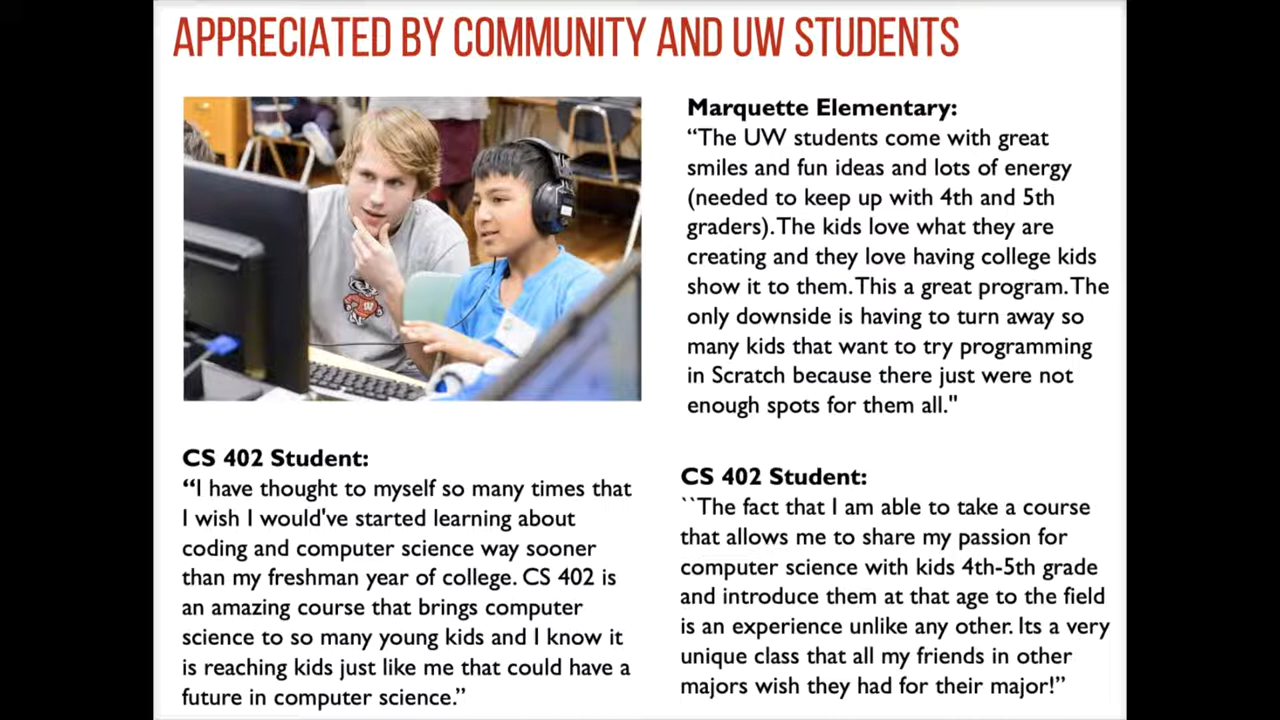 APPRECIATED BY COMMUNITY AND UW STUDENTS
Marquette Elementary:
“The UW students come with great
smiles and fun ideas and lots of energy
(needed to keep up with 4th and 5th
graders). The kids love what they are
creating and they love having college kids
show it to them. This a great program. The
only downside is having to turn away so
many kids that want to try programming
in Scratch because there just were not
enough spots for them all."
CS 402 Student:
“I have thought to myself so many times that
I wish I would've started learning about
coding and computer science way sooner
than my freshman year of college. CS 402 is
an amazing course that brings computer
science to so many young kids and I know it
is reaching kids just like me that could have a
future in computer science.”
CS 402 Student:
``The fact that I am able to take a course
that allows me to share my passion for
computer science with kids 4th-5th grade
and introduce them at that age to the field
is an experience unlike any other. Its a very
unique class that all my friends in other
majors wish they had for their major!”
W